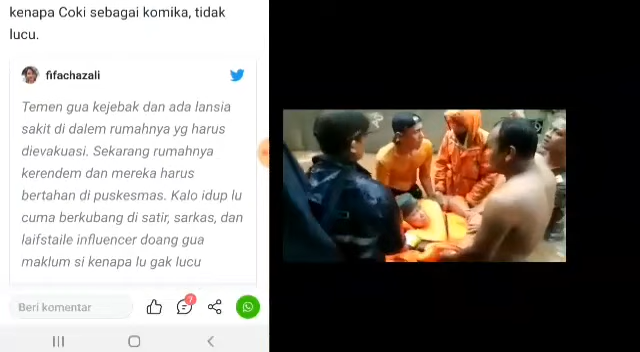 kenapa Coki sebagai komika, tidak
lucu.
fifachazali
Temen gua kejebak dan ada lansia
sakit di dalem rumahnya yg harus
dievakuasi. Sekarang rumahnya
kerendem dan mereka harus
bertahan di puskesmas. Kalo idup lu
cuma berkubang di satir, sarkas, dan
laifstaile influencer doang gua
maklum si kenapa lu gak lucu
Beri komentar
7